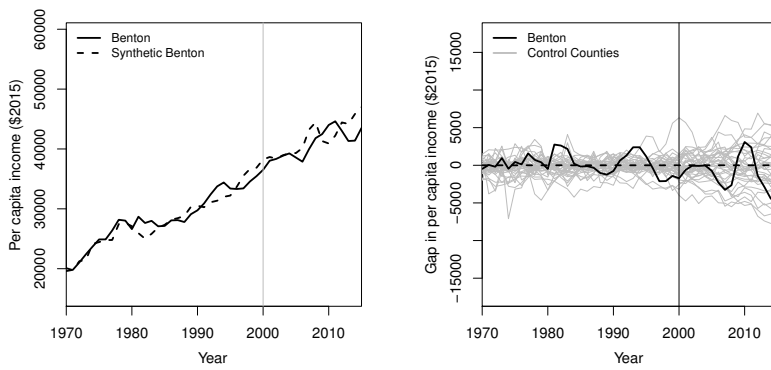 Benton
Synthetic Benton
Per capita income ($2015)
60000
50000
40000
30000
20000
1970 1980 1990 2000 2010
Year
Benton
Control Counties
Gap in per capita income ($2015)
15000
5000
0
−5000
−15000
1970 1980 1990 2000 2010
Year